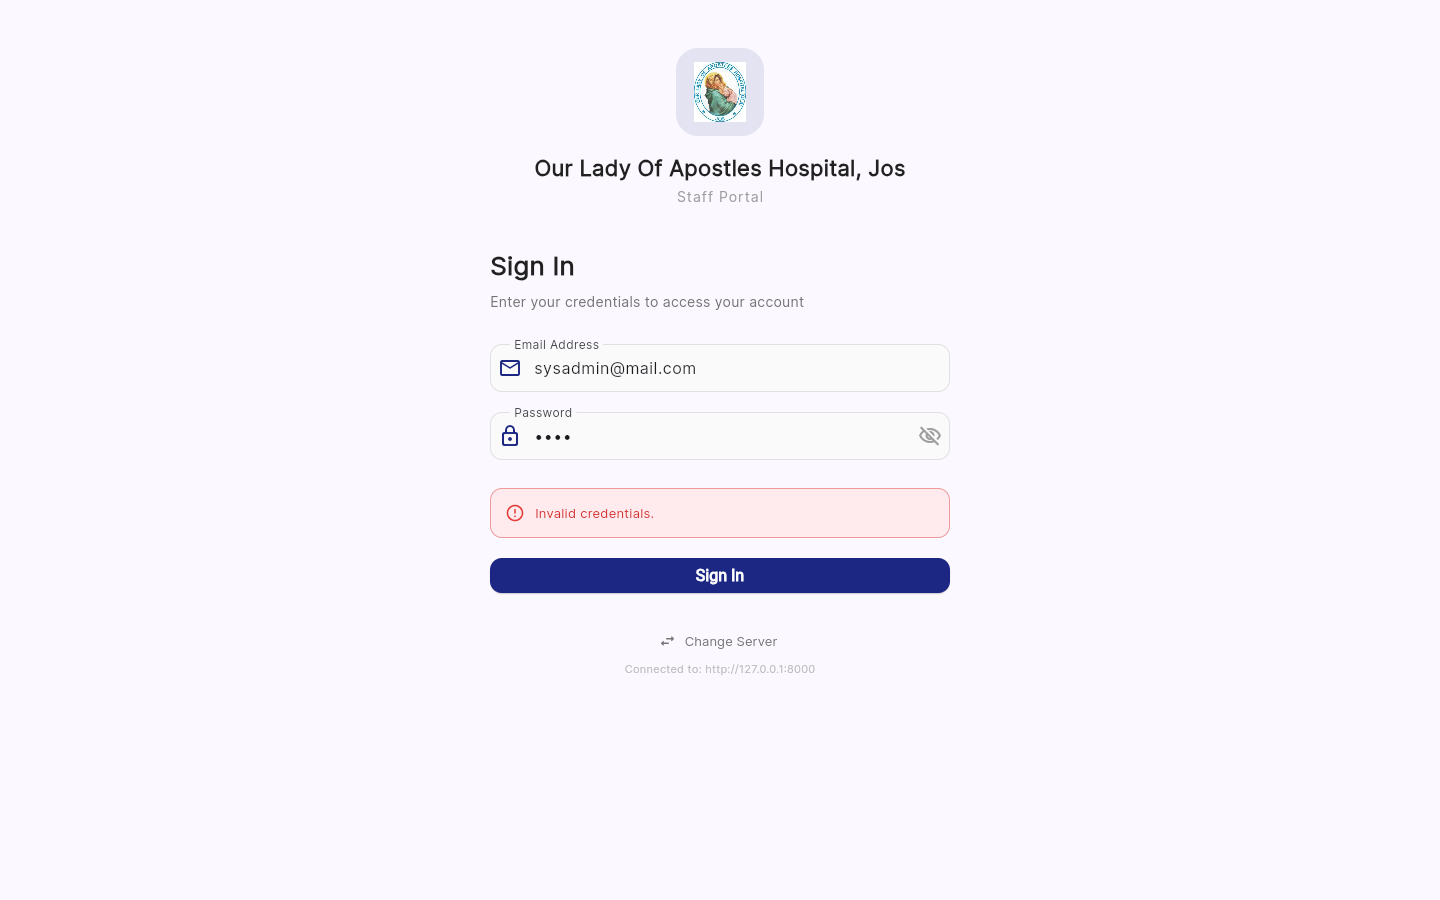 Our Lady Of Apostles Hospital, Jos
Staff Portal
Sign In
Enter your credentials to access your account
Email Address
sysadmin@mail.com
Password
••••
Invalid credentials.
Sign In
Change Server
Connected to: http://127.0.0.1:8000